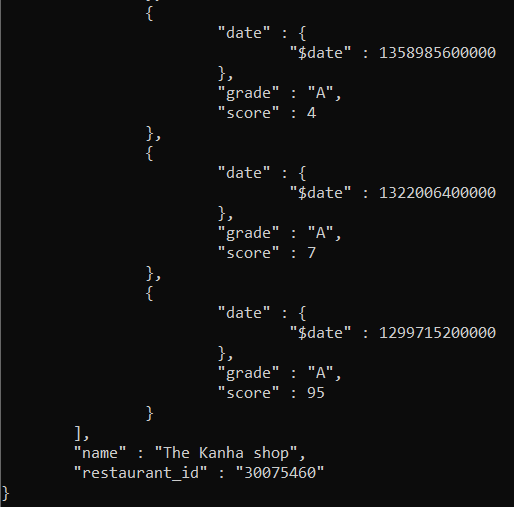 },
{
"date" : {
"$date" : 1358985600000
},
"grade" : "A",
"score" : 4
},
{
"date" : {
"$date" : 1322006400000
},
"grade" : "A",
"score" : 7
},
{
"date" : {
"$date" : 1299715200000
},
"grade" : "A",
"score" : 95
}
],
"name" : "The Kanha shop",
"restaurant_id" : "30075460"
}